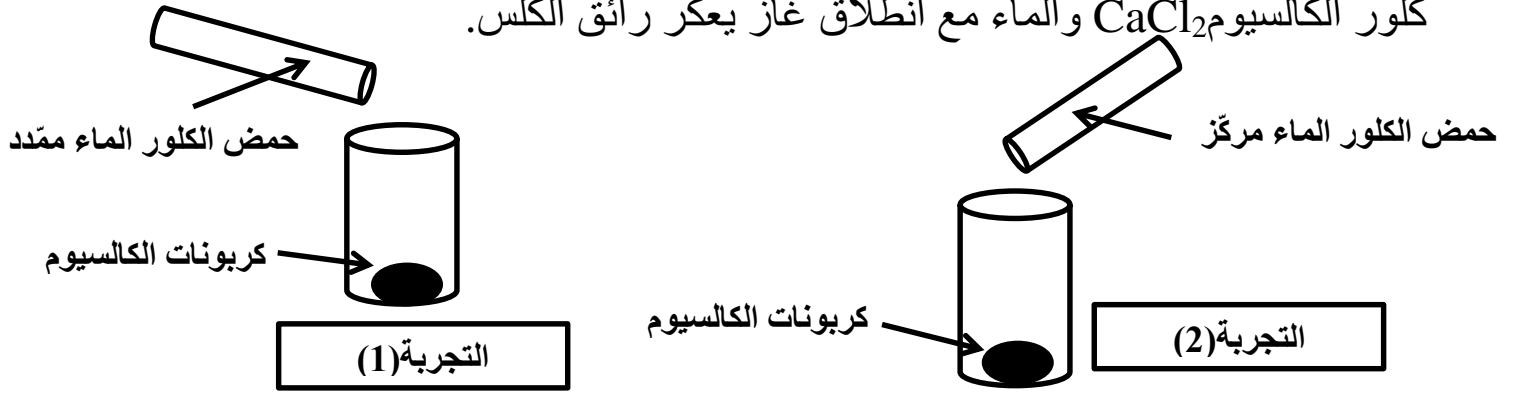 كلور الكالسيوم CaCl₂ والماء مع انطلاق غاز يعكر رائق الكلس.
حمض الكلور الماء مركّز
حمض الكلور الماء ممّدد
كربونات الكالسيوم
كربونات الكالسيوم
التجربة(2)
التجربة(1)